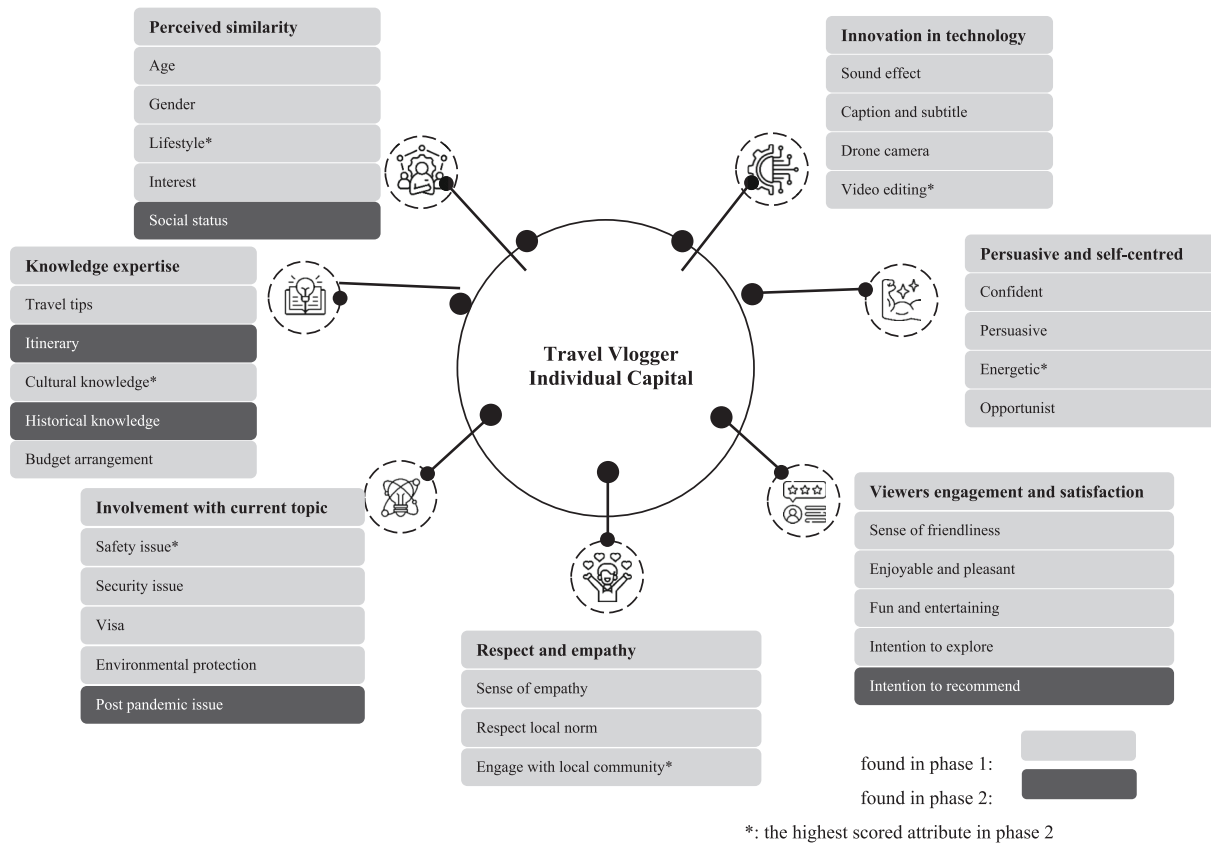 Perceived similarity
Age
Gender
Lifestyle*
Interest
Social status
Innovation in technology
Sound effect
Caption and subtitle
Drone camera
Video editing*
Knowledge expertise
Travel tips
Itinerary
Cultural knowledge*
Historical knowledge
Budget arrangement
Persuasive and self-centred
Confident
Persuasive
Energetic*
Opportunist
Travel Vlogger
Individual Capital
Involvement with current topic
Safety issue*
Security issue
Visa
Environmental protection
Post pandemic issue
Respect and empathy
Sense of empathy
Respect local norm
Engage with local community*
Viewers engagement and satisfaction
Sense of friendliness
Enjoyable and pleasant
Fun and entertaining
Intention to explore
Intention to recommend
found in phase 1:
found in phase 2:
*: the highest scored attribute in phase 2